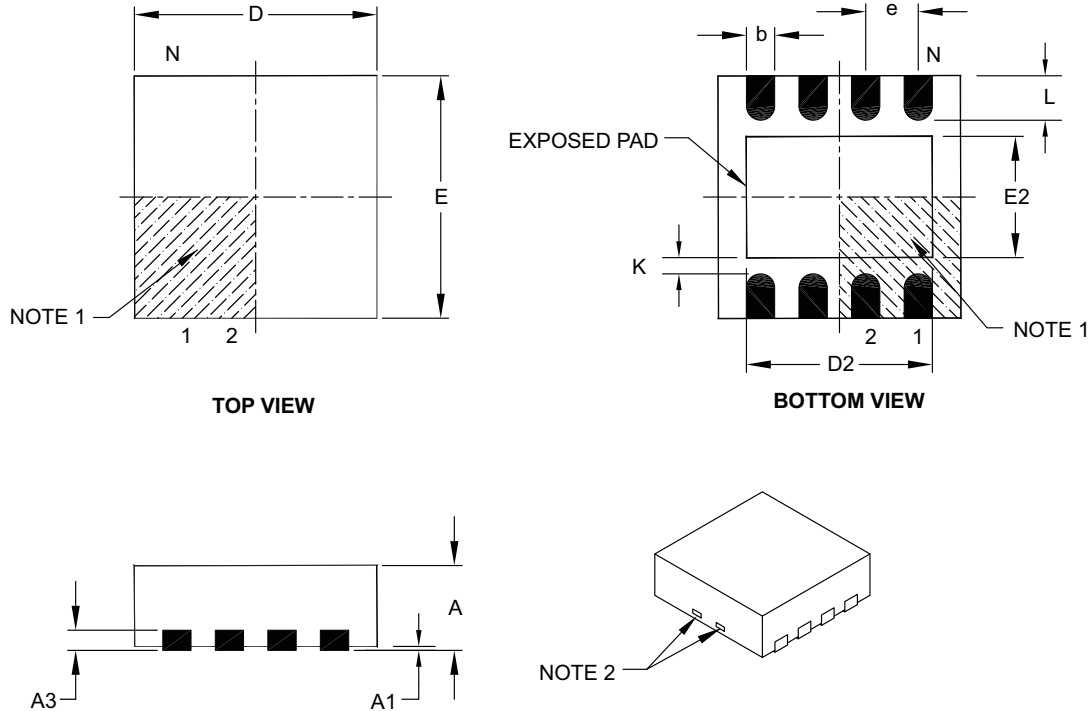 D
N
E
NOTE 1
1 2
TOP VIEW
e
b
N
L
EXPOSED PAD
E2
K
NOTE 1
2 1
D2
BOTTOM VIEW
A
A3
A1
NOTE 2